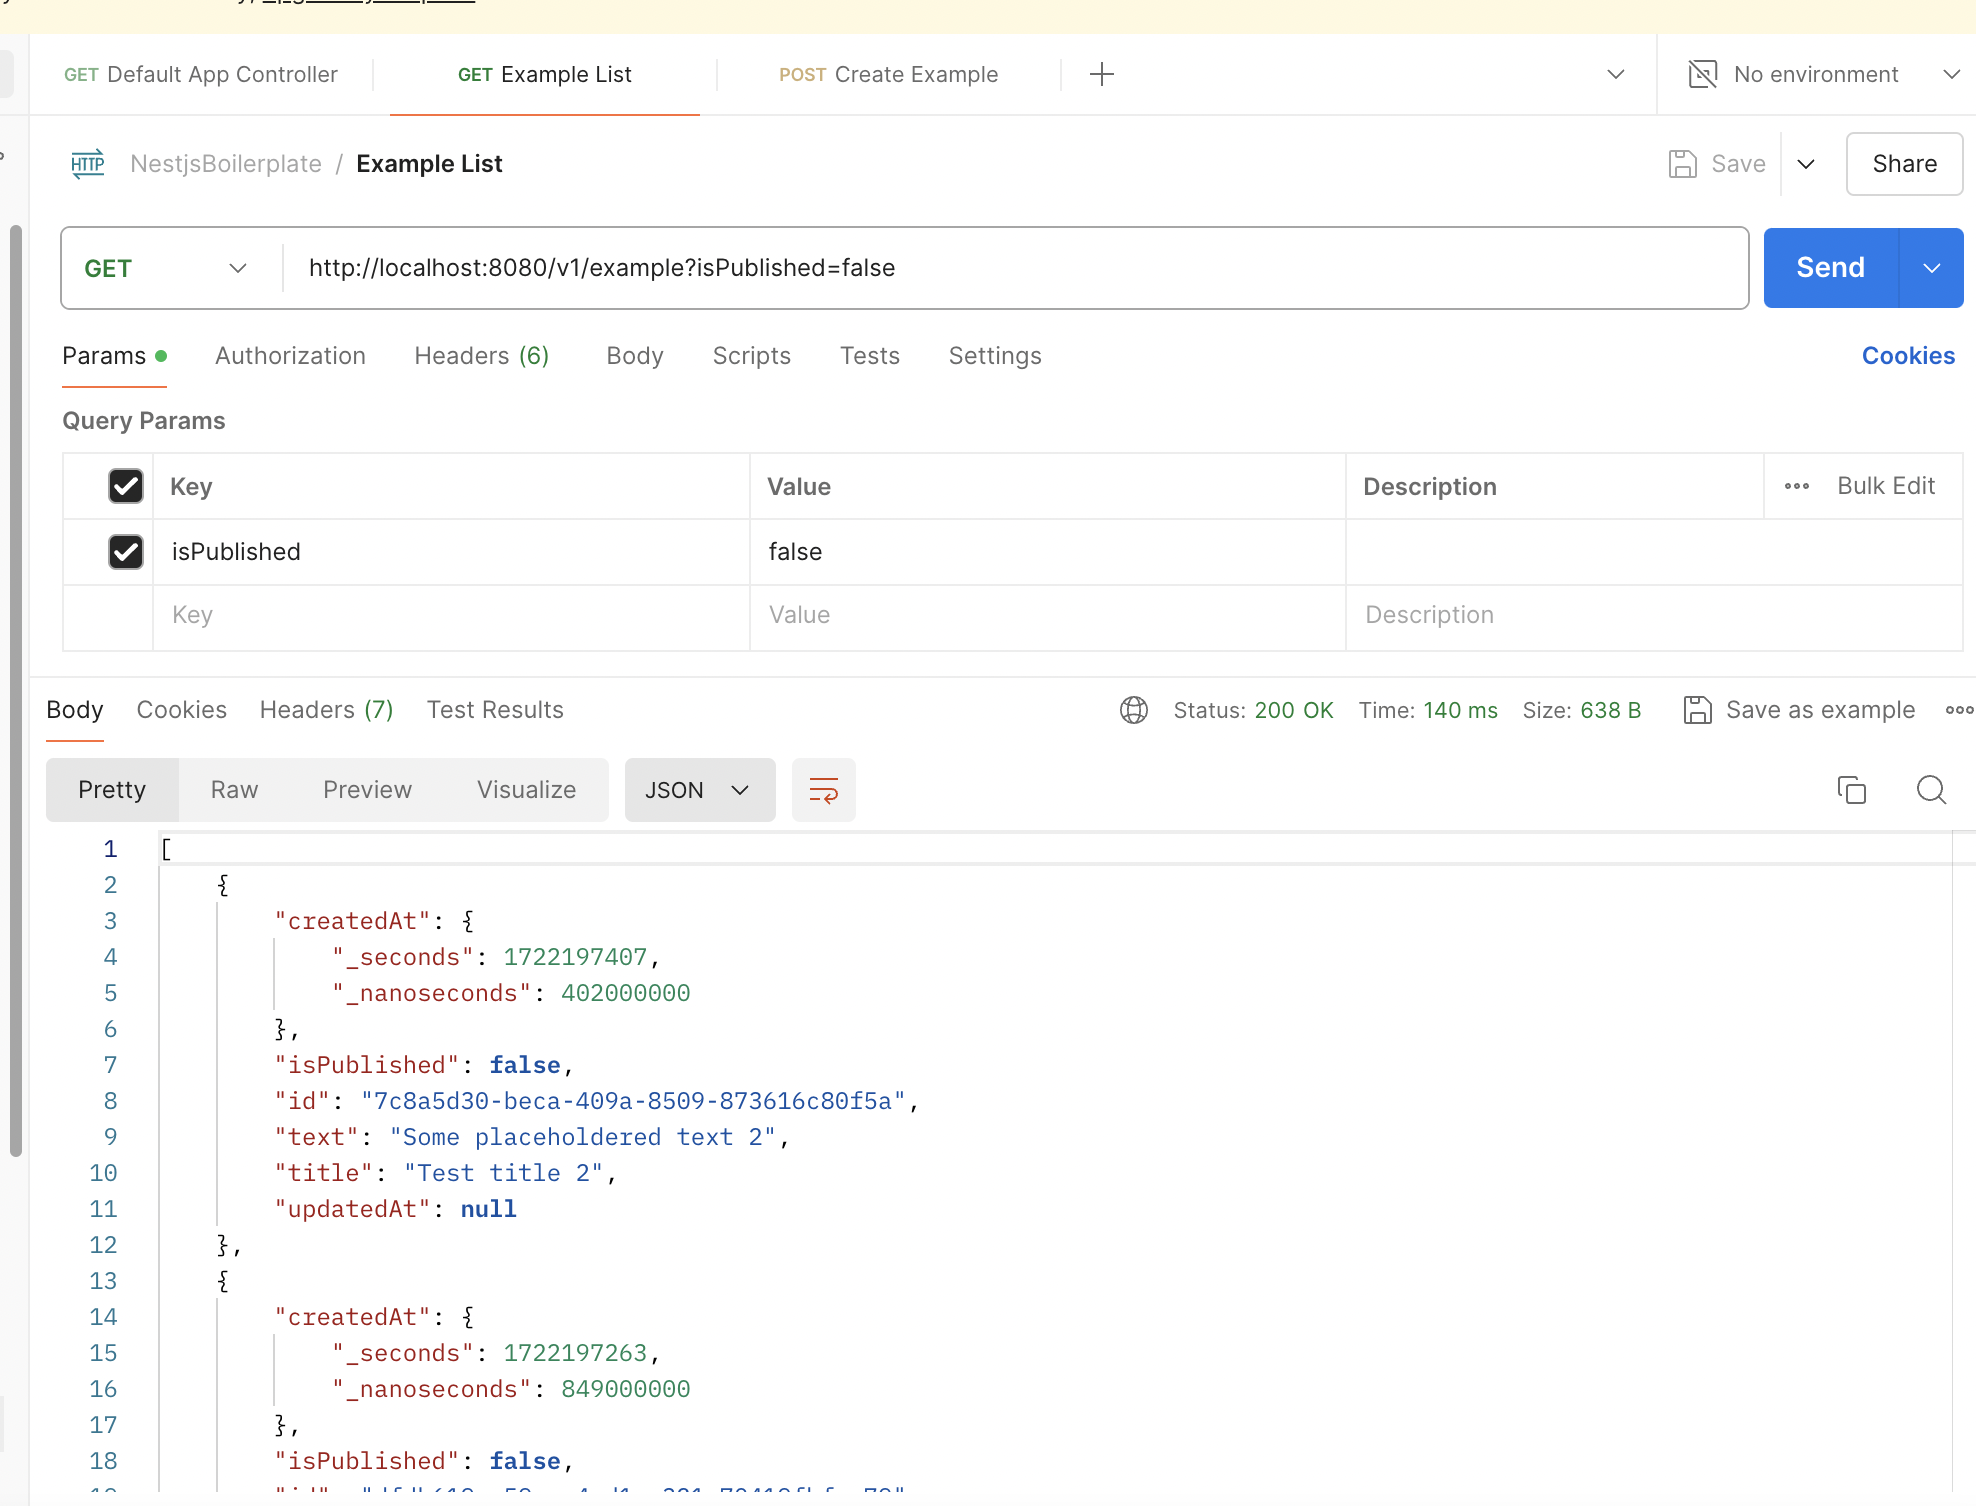 GET Default App Controller GET Example List POST Create Example No environment
HTTP NestjsBoilerplate / Example List Save Share
GET http://localhost:8080/v1/example?isPublished=false Send
Params Authorization Headers (6) Body Scripts Tests Settings Cookies
Query Params
Key Value Description Bulk Edit
isPublished false
Key Value Description
Body Cookies Headers (7) Test Results Status: 200 OK Time: 140 ms Size: 638 B Save as example
Pretty Raw Preview Visualize JSON
1 [
2 {
3 "createdAt": {
4 "_seconds": 1722197407,
5 "_nanoseconds": 402000000
6 },
7 "isPublished": false,
8 "id": "7c8a5d30-beca-409a-8509-873616c80f5a",
9 "text": "Some placeholdered text 2",
10 "title": "Test title 2",
11 "updatedAt": null
12 },
13 {
14 "createdAt": {
15 "_seconds": 1722197263,
16 "_nanoseconds": 849000000
17 },
18 "isPublished": false,